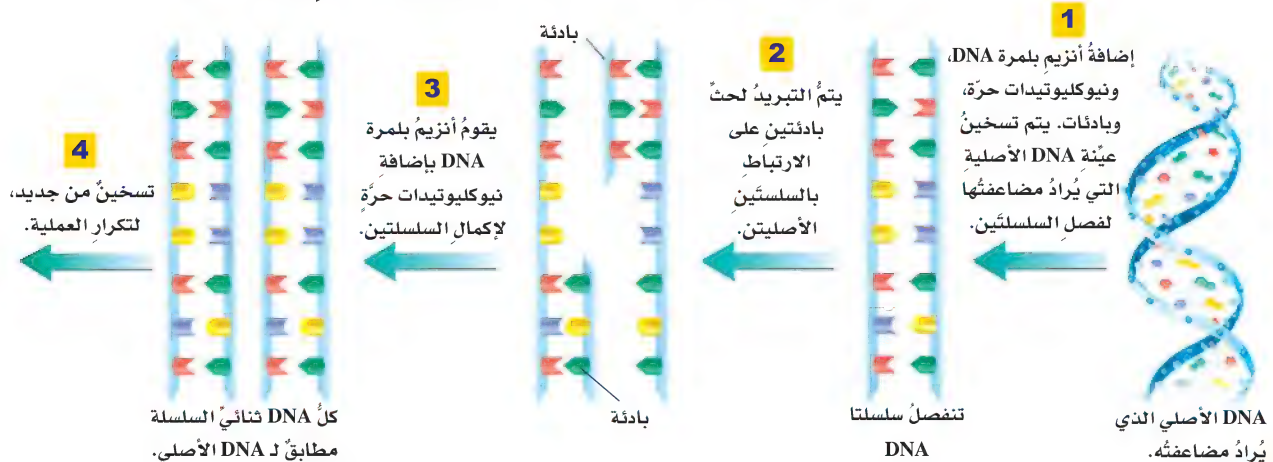 1
إضافةُ أنزيمِ بلمرة DNA،
ونيوكليوتيدات حرّة،
وبادئات. يتم تسخينُ
عيِّنةِ DNA الأصليةِ
التي يُرادُ مضاعفتُها
لفصلِ السلسلتَين.
DNA الأصلي الذي
يُرادُ مضاعفتُه.
تنفصلُ سلسلتا
DNA
2
يتمُّ التبريدُ لحثِّ
بادئتينِ على
الارتباطِ
بالسلستَينِ
الأصليتن.
بادئة
بادئة
3
يقومُ أنزيمُ بلمرة
DNA بإضافةِ
نيوكليوتيدات حرَّةٍ
لإكمالِ السلسلتين.
كلُّ DNA ثنائيِّ السلسلة
مطابقٌ لـ DNA الأصلي.
4
تسخينٌ من جديد،
لتكرارِ العملية.